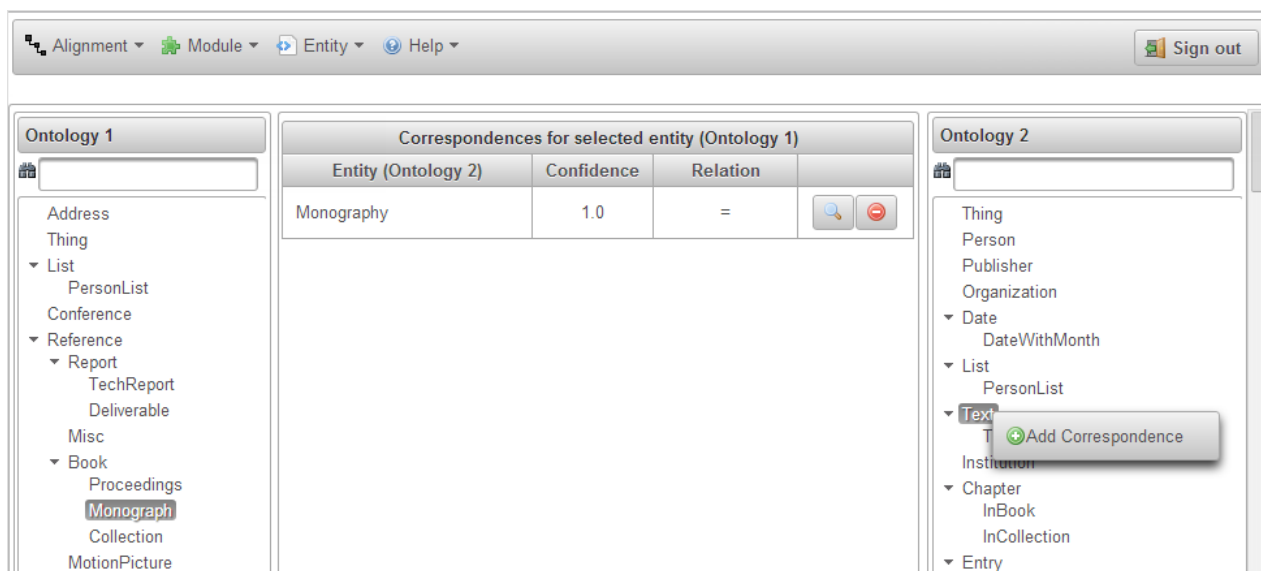 Alignment Module Entity Help Sign out
Ontology 1
Address
Thing
List
PersonList
Conference
Reference
Report
TechReport
Deliverable
Misc
Book
Proceedings
Monograph
Collection
MotionPicture
Correspondences for selected entity (Ontology 1)
Entity (Ontology 2) Confidence Relation
Monography 1.0 =
Ontology 2
Thing
Person
Publisher
Organization
Date
DateWithMonth
List
PersonList
Text
Add Correspondence
Institution
Chapter
InBook
InCollection
Entry